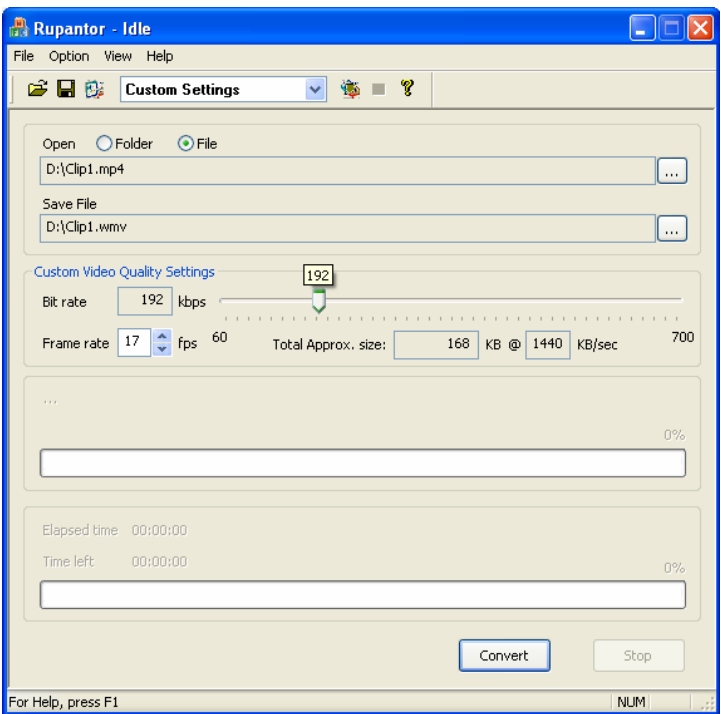 Rupantor - Idle
File Option View Help
Custom Settings
Open Folder File
D:\Clip1.mp4
...
Save File
D:\Clip1.wmv
...
Custom Video Quality Settings
192
Bit rate 192 kbps
Frame rate 17 fps 60 Total Approx. size: 168 KB @ 1440 KB/sec 700
...
0%
Elapsed time 00:00:00
Time left 00:00:00
0%
Convert Stop
For Help, press F1 NUM